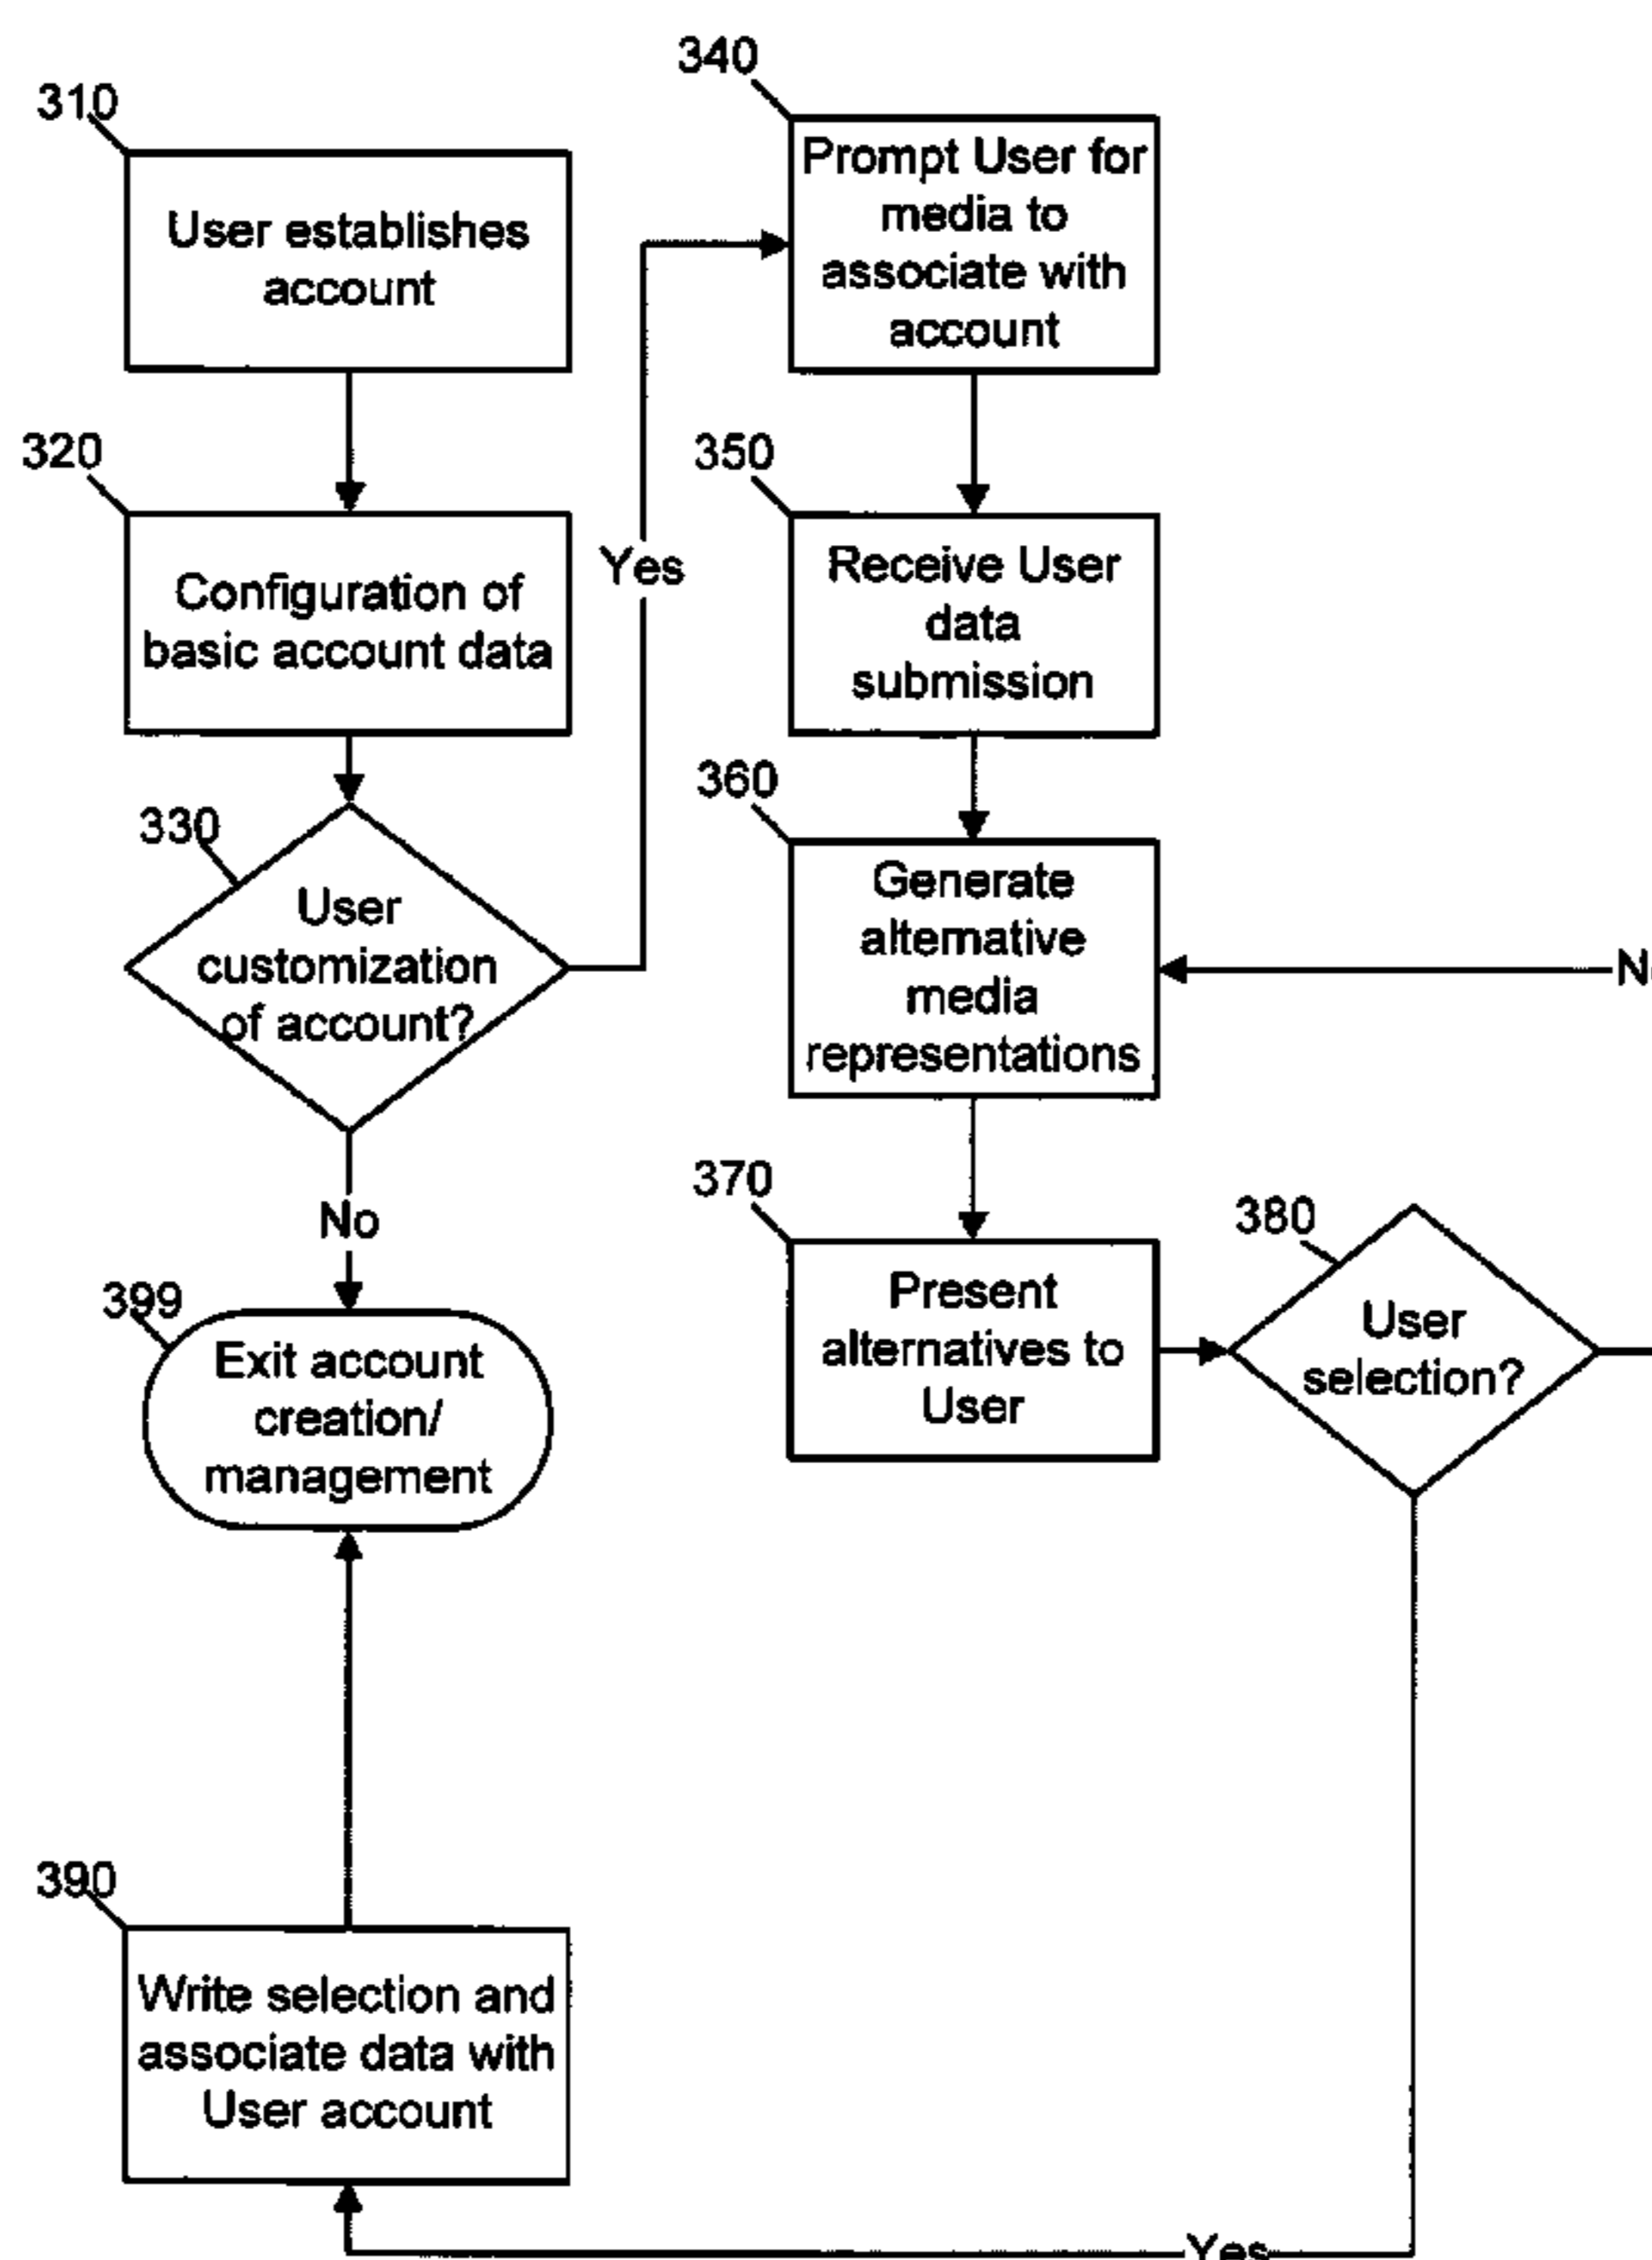 310
User establishes
account
320
Configuration of
basic account data
330
User
customization
of account?
Yes
No
399
Exit account
creation/
management
390
Write selection and
associate data with
User account
340
Prompt User for
media to
associate with
account
350
Receive User
data
submission
360
Generate
alternative
media
representations
370
Present
alternatives to
User
380
User
selection?
Yes